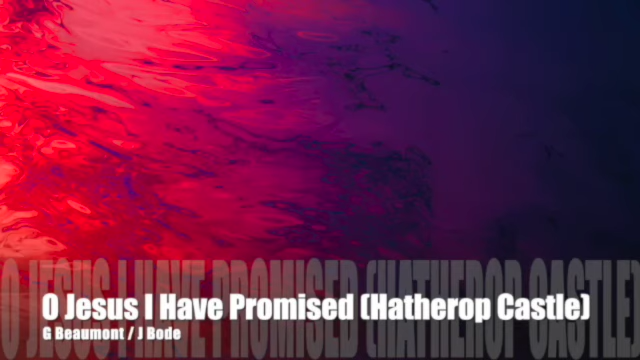 O JESUS I HAVE PROMISED (HATHEROP CASTLE)
O Jesus I Have Promised (Hatherop Castle)
G Beaumont / J Bode